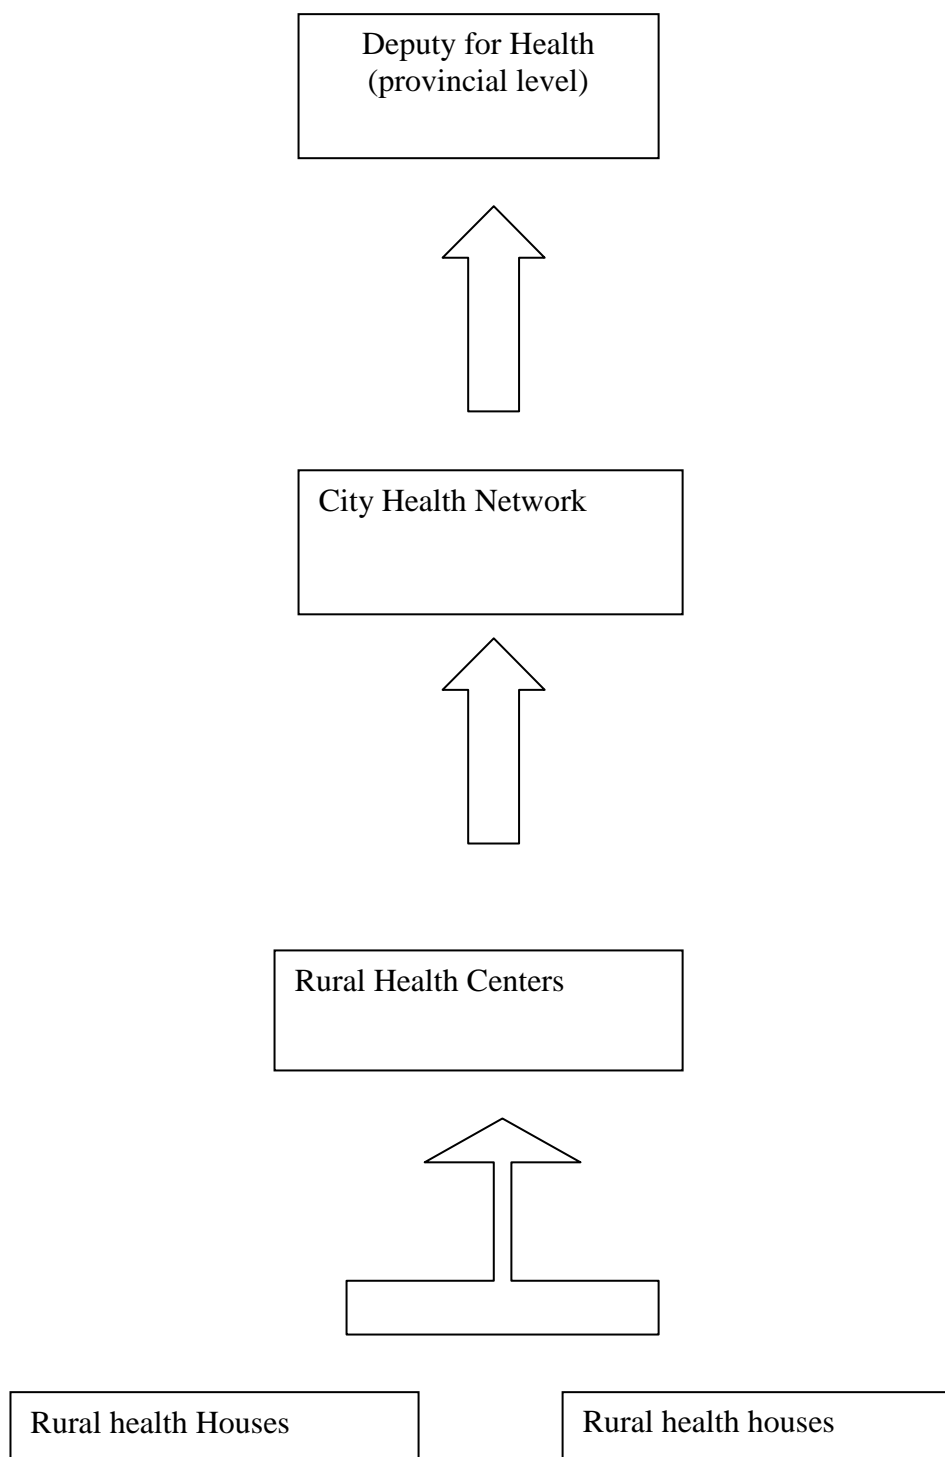 Deputy for Health
(provincial level)
City Health Network
Rural Health Centers
Rural health Houses
Rural health houses